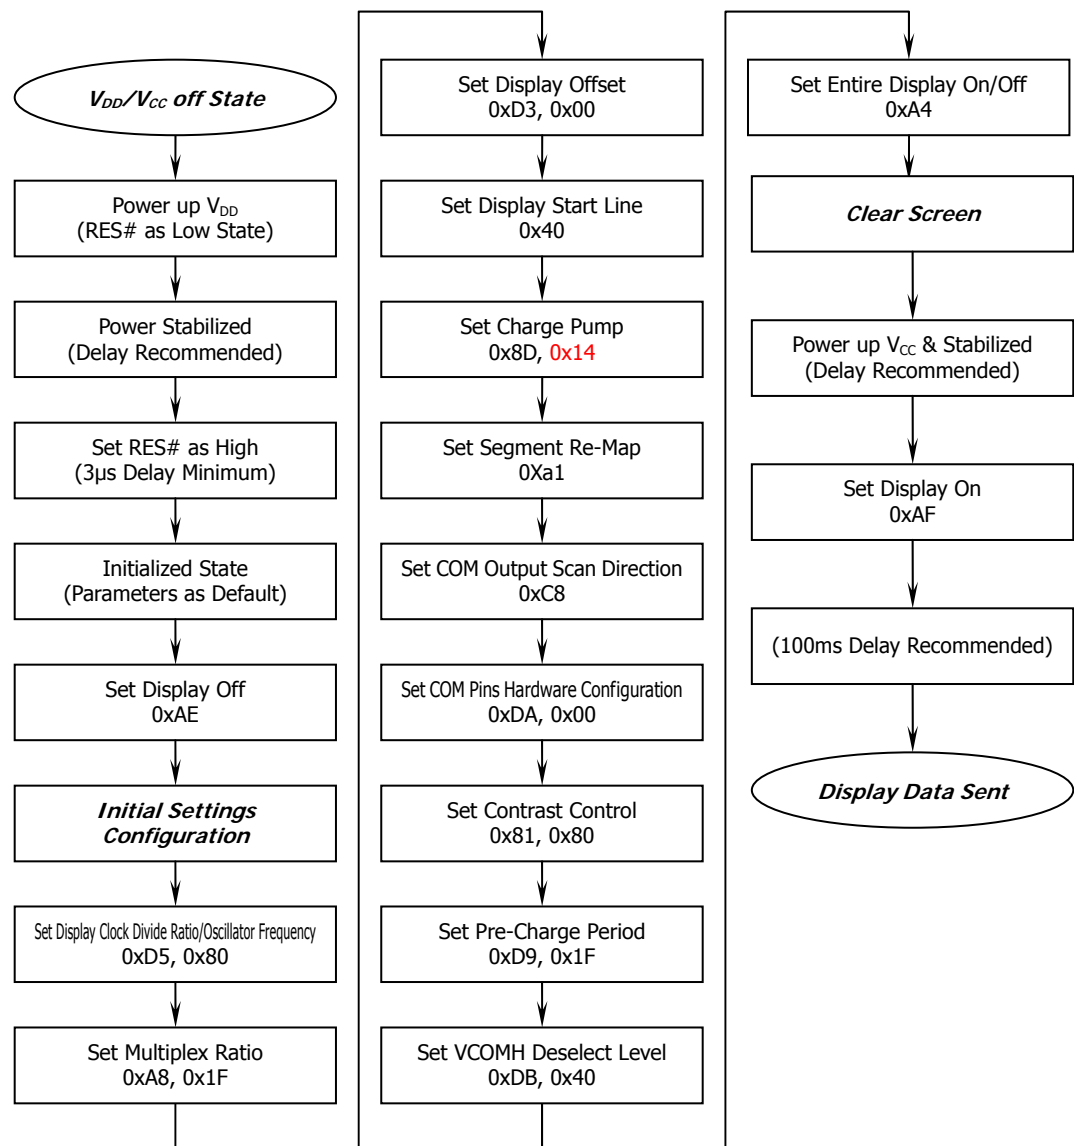 V_DD/V_CC off State
Power up V_DD
(RES# as Low State)
Power Stabilized
(Delay Recommended)
Set RES# as High
(3μs Delay Minimum)
Initialized State
(Parameters as Default)
Set Display Off
0xAE
Initial Settings
Configuration
Set Display Clock Divide Ratio/Oscillator Frequency
0xD5, 0x80
Set Multiplex Ratio
0xA8, 0x1F
Set Display Offset
0xD3, 0x00
Set Display Start Line
0x40
Set Charge Pump
0x8D, 0x14
Set Segment Re-Map
0Xa1
Set COM Output Scan Direction
0xC8
Set COM Pins Hardware Configuration
0xDA, 0x00
Set Contrast Control
0x81, 0x80
Set Pre-Charge Period
0xD9, 0x1F
Set VCOMH Deselect Level
0xDB, 0x40
Set Entire Display On/Off
0xA4
Clear Screen
Power up V_CC & Stabilized
(Delay Recommended)
Set Display On
0xAF
(100ms Delay Recommended)
Display Data Sent